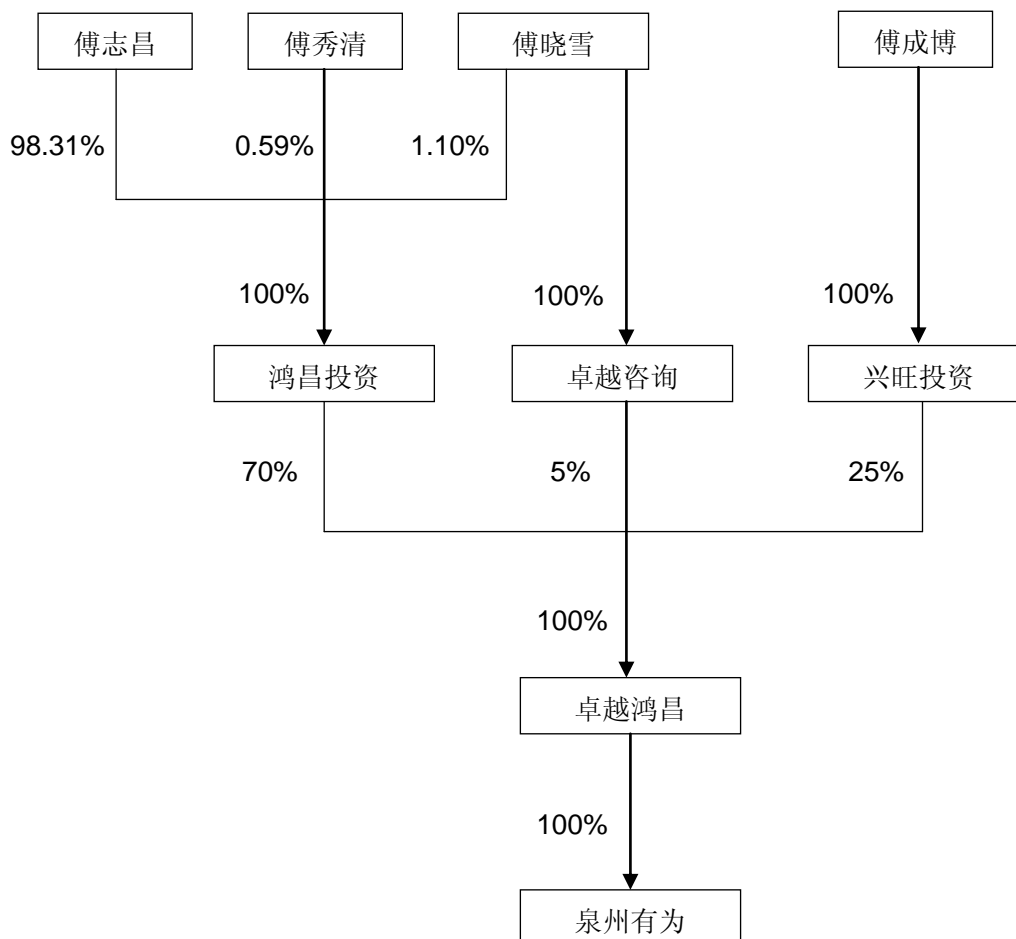 傅志昌
傅秀清
傅晓雪
傅成博
98.31%
0.59%
1.10%
100%
100%
100%
鸿昌投资
卓越咨询
兴旺投资
70%
5%
25%
100%
卓越鸿昌
100%
泉州有为